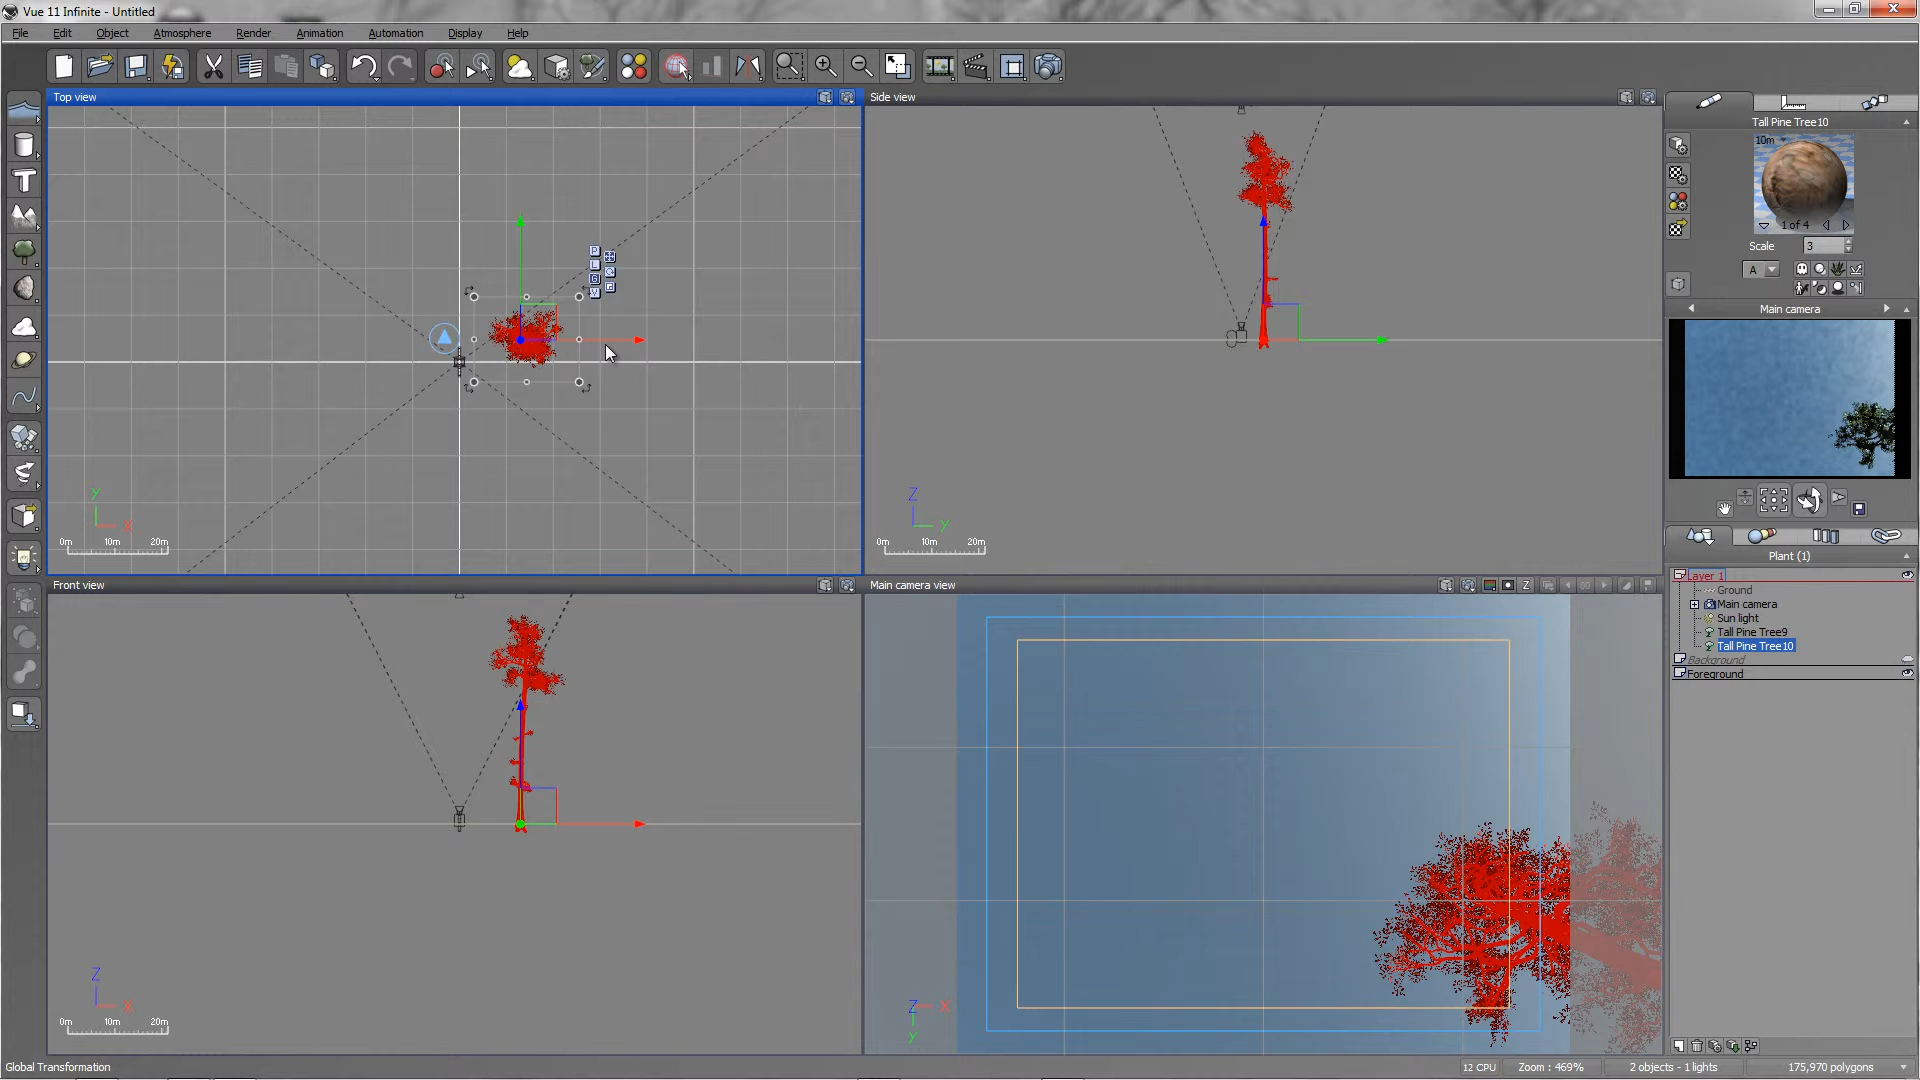 Vue 11 Infinite - Untitled
File Edit Object Atmosphere Render Animation Automation Display Help
Top view
Side view
P
L
G
V
Y
X
0m 10m 20m
Z
Y
0m 10m 20m
Front view
Main camera view
Z
Z
X
0m 10m 20m
Z X
Y
Tall Pine Tree10
10m
1 of 4
Scale 3
A
Main camera
Plant (1)
Layer 1
Ground
Main camera
Sun light
Tall Pine Tree9
Tall Pine Tree10
Background
Foreground
Global Transformation
12 CPU
Zoom : 469%
2 objects - 1 lights
175,970 polygons